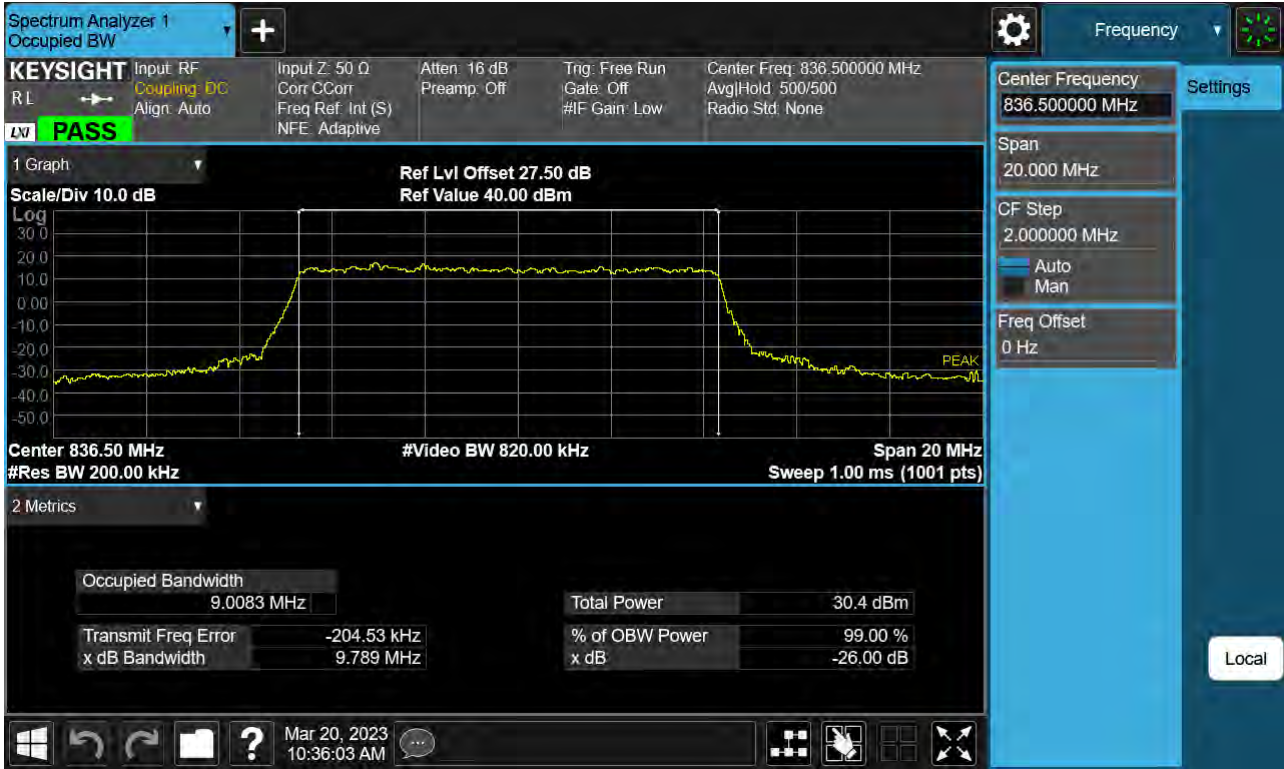 Spectrum Analyzer 1
Occupied BW
Frequency
KEYSIGHT
R L
LXI PASS
Input: RF
Coupling: DC
Align: Auto
Input Z: 50 Ω
Corr CCorr
Freq Ref: Int (S)
NFE: Adaptive
Atten: 16 dB
Preamp: Off
Trig: Free Run
Gate: Off
#IF Gain: Low
Center Freq: 836.500000 MHz
Avg|Hold: 500/500
Radio Std: None
Center Frequency
836.500000 MHz
Settings
Span
20.000 MHz
CF Step
2.000000 MHz
Auto
Man
Freq Offset
0 Hz
Local
1 Graph
Ref Lvl Offset 27.50 dB
Scale/Div 10.0 dB
Ref Value 40.00 dBm
Log
30.0
20.0
10.0
0.00
-10.0
-20.0
-30.0
-40.0
-50.0
PEAK
Center 836.50 MHz
#Video BW 820.00 kHz
Span 20 MHz
#Res BW 200.00 kHz
Sweep 1.00 ms (1001 pts)
2 Metrics
Occupied Bandwidth
9.0083 MHz
Total Power 30.4 dBm
Transmit Freq Error -204.53 kHz
% of OBW Power 99.00 %
x dB Bandwidth 9.789 MHz
x dB -26.00 dB
Mar 20, 2023
10:36:03 AM